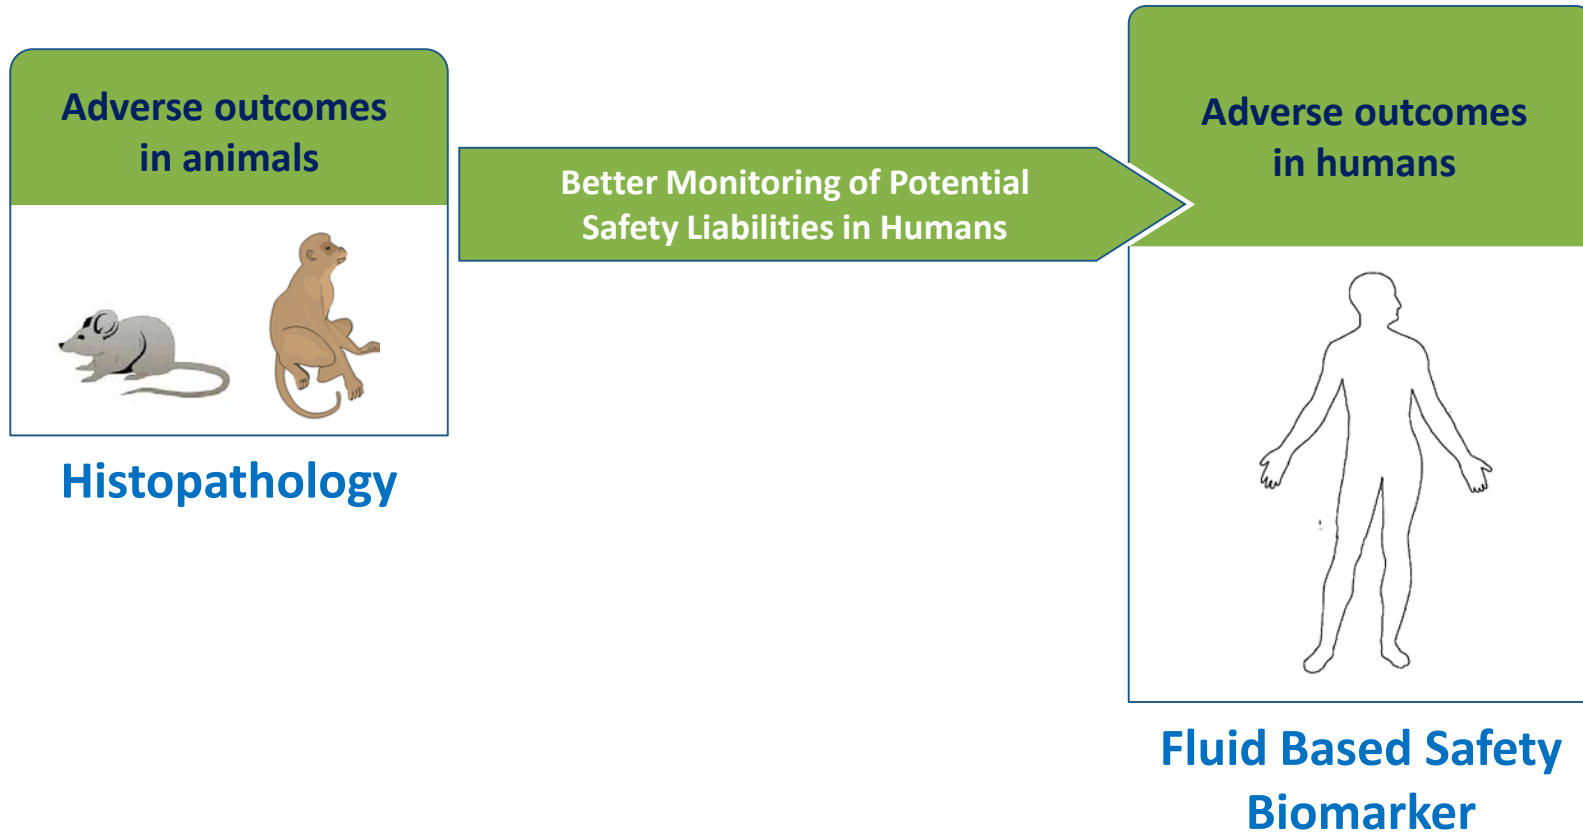 Adverse outcomes
in animals
Histopathology
Better Monitoring of Potential
Safety Liabilities in Humans
Adverse outcomes
in humans
Fluid Based Safety
Biomarker